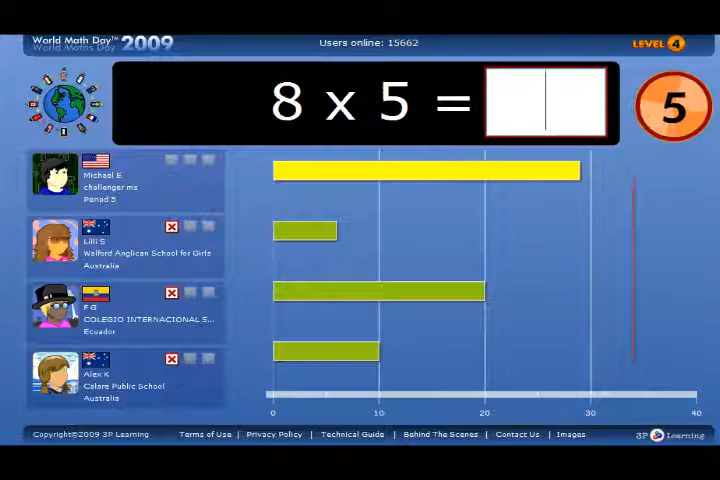 World Math Day™ 2009
World Maths Day
Users online: 15662
LEVEL 4
8 x 5 =
5
Michael E
challenger ms
Period 5
Lilli S
Walford Anglican School for Girls
Australia
F G
COLEGIO INTERNACIONAL S...
Ecuador
Alex K
Calare Public School
Australia
0 10 20 30 40
Copyright©2009 3P Learning
Terms of Use | Privacy Policy | Technical Guide | Behind The Scenes | Contact Us | Images
3P Learning